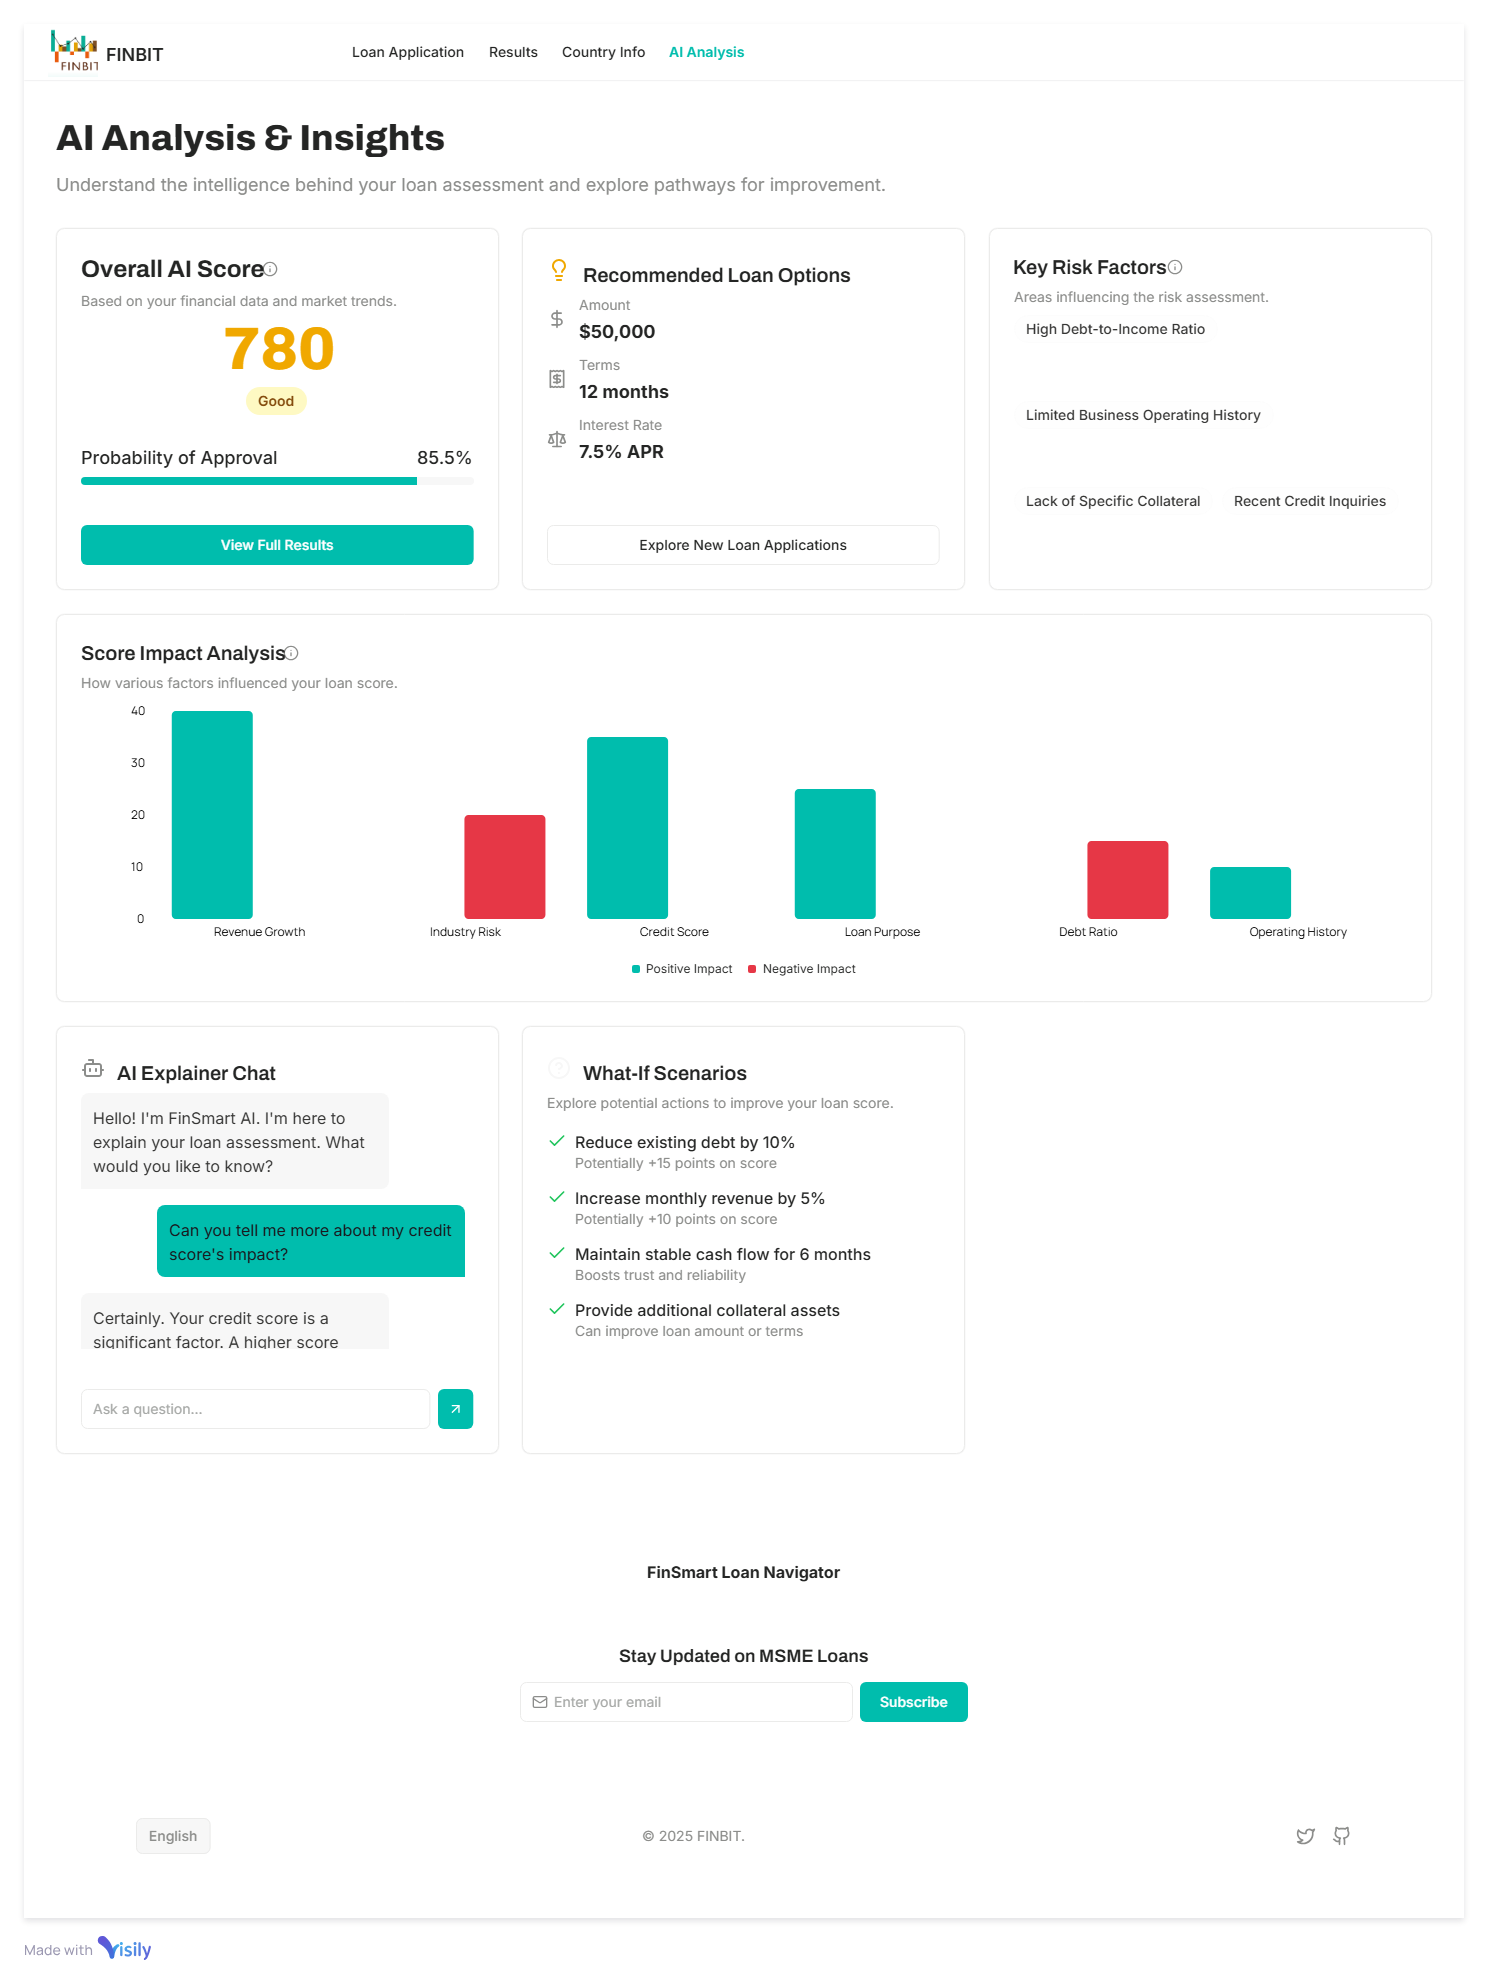 FINBIT
FINBIT
Loan Application
Results
Country Info
AI Analysis
AI Analysis & Insights
Understand the intelligence behind your loan assessment and explore pathways for improvement.
Overall AI Score
Based on your financial data and market trends.
780
Good
Probability of Approval
85.5%
View Full Results
Recommended Loan Options
Amount
$50,000
Terms
12 months
Interest Rate
7.5% APR
Explore New Loan Applications
Key Risk Factors
Areas influencing the risk assessment.
High Debt-to-Income Ratio
Limited Business Operating History
Lack of Specific Collateral
Recent Credit Inquiries
Score Impact Analysis
How various factors influenced your loan score.
40
30
20
10
0
Revenue Growth
Industry Risk
Credit Score
Loan Purpose
Debt Ratio
Operating History
Positive Impact
Negative Impact
AI Explainer Chat
Hello! I'm FinSmart AI. I'm here to
explain your loan assessment. What
would you like to know?
Can you tell me more about my credit
score's impact?
Certainly. Your credit score is a
significant factor. A higher score
Ask a question...
What-If Scenarios
Explore potential actions to improve your loan score.
Reduce existing debt by 10%
Potentially +15 points on score
Increase monthly revenue by 5%
Potentially +10 points on score
Maintain stable cash flow for 6 months
Boosts trust and reliability
Provide additional collateral assets
Can improve loan amount or terms
FinSmart Loan Navigator
Stay Updated on MSME Loans
Enter your email
Subscribe
English
© 2025 FINBIT.
Made with Visily